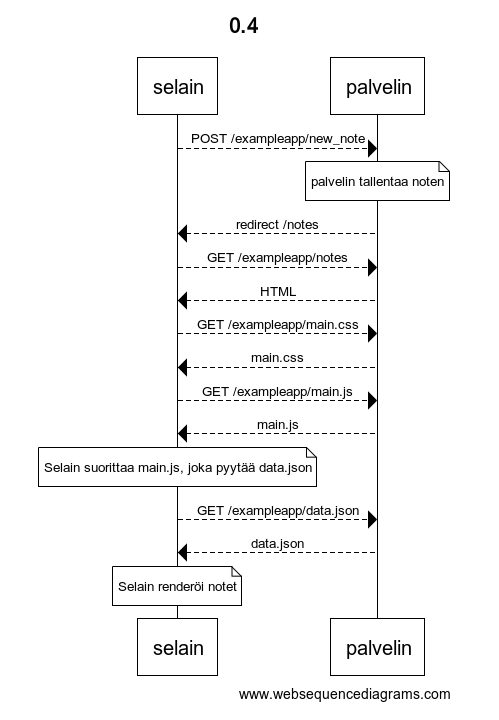 0.4
selain
palvelin
POST /exampleapp/new_note
palvelin tallentaa noten
redirect /notes
GET /exampleapp/notes
HTML
GET /exampleapp/main.css
main.css
GET /exampleapp/main.js
main.js
Selain suorittaa main.js, joka pyytää data.json
GET /exampleapp/data.json
data.json
Selain renderöi notet
selain
palvelin
www.websequencediagrams.com